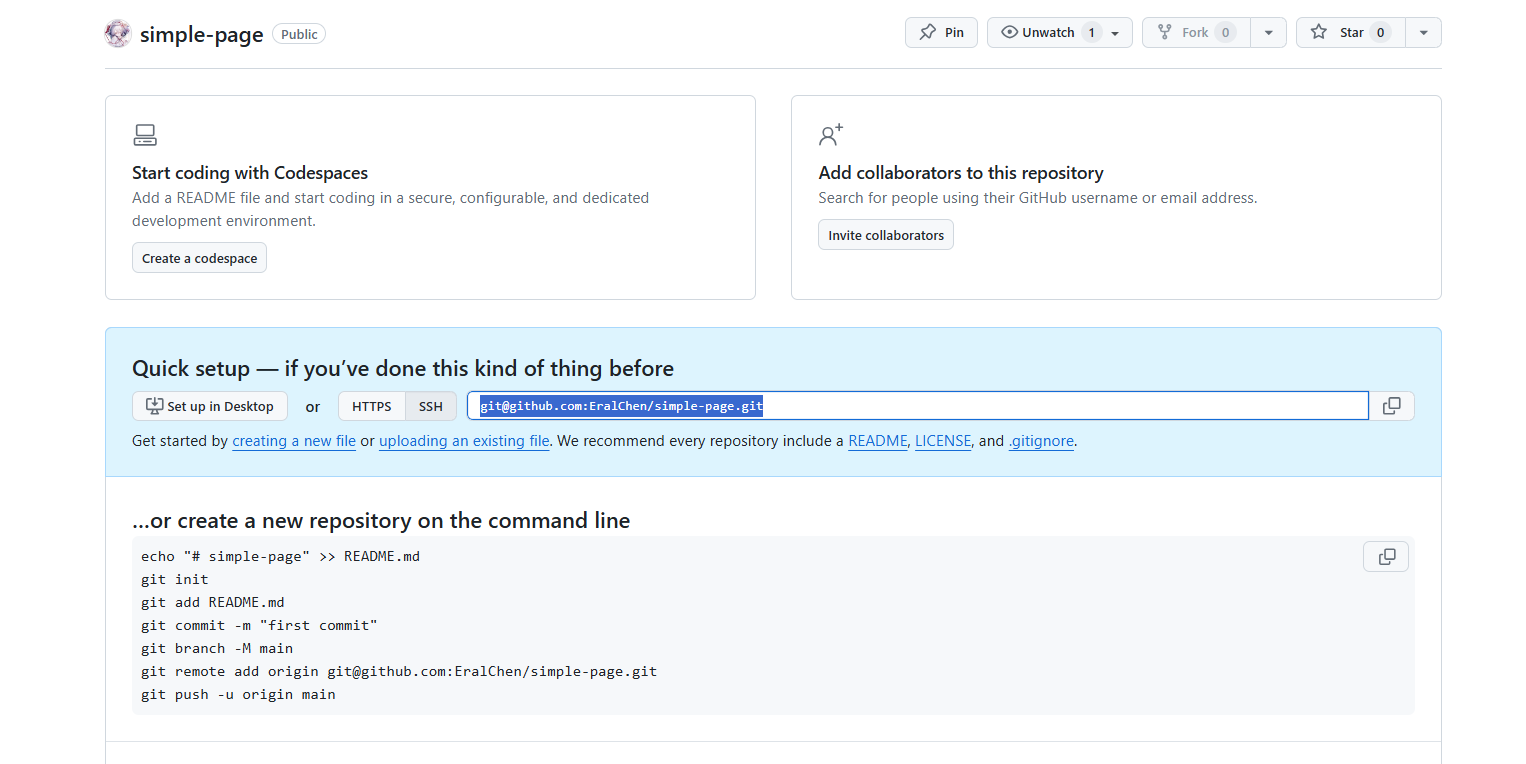 simple-page Public Pin Unwatch 1 Fork 0 Star 0
Start coding with Codespaces
Add a README file and start coding in a secure, configurable, and dedicated
development environment.
Create a codespace
Add collaborators to this repository
Search for people using their GitHub username or email address.
Invite collaborators
Quick setup — if you’ve done this kind of thing before
Set up in Desktop or HTTPS SSH git@github.com:EralChen/simple-page.git
Get started by creating a new file or uploading an existing file. We recommend every repository include a README, LICENSE, and .gitignore.
…or create a new repository on the command line
echo "# simple-page" >> README.md
git init
git add README.md
git commit -m "first commit"
git branch -M main
git remote add origin git@github.com:EralChen/simple-page.git
git push -u origin main